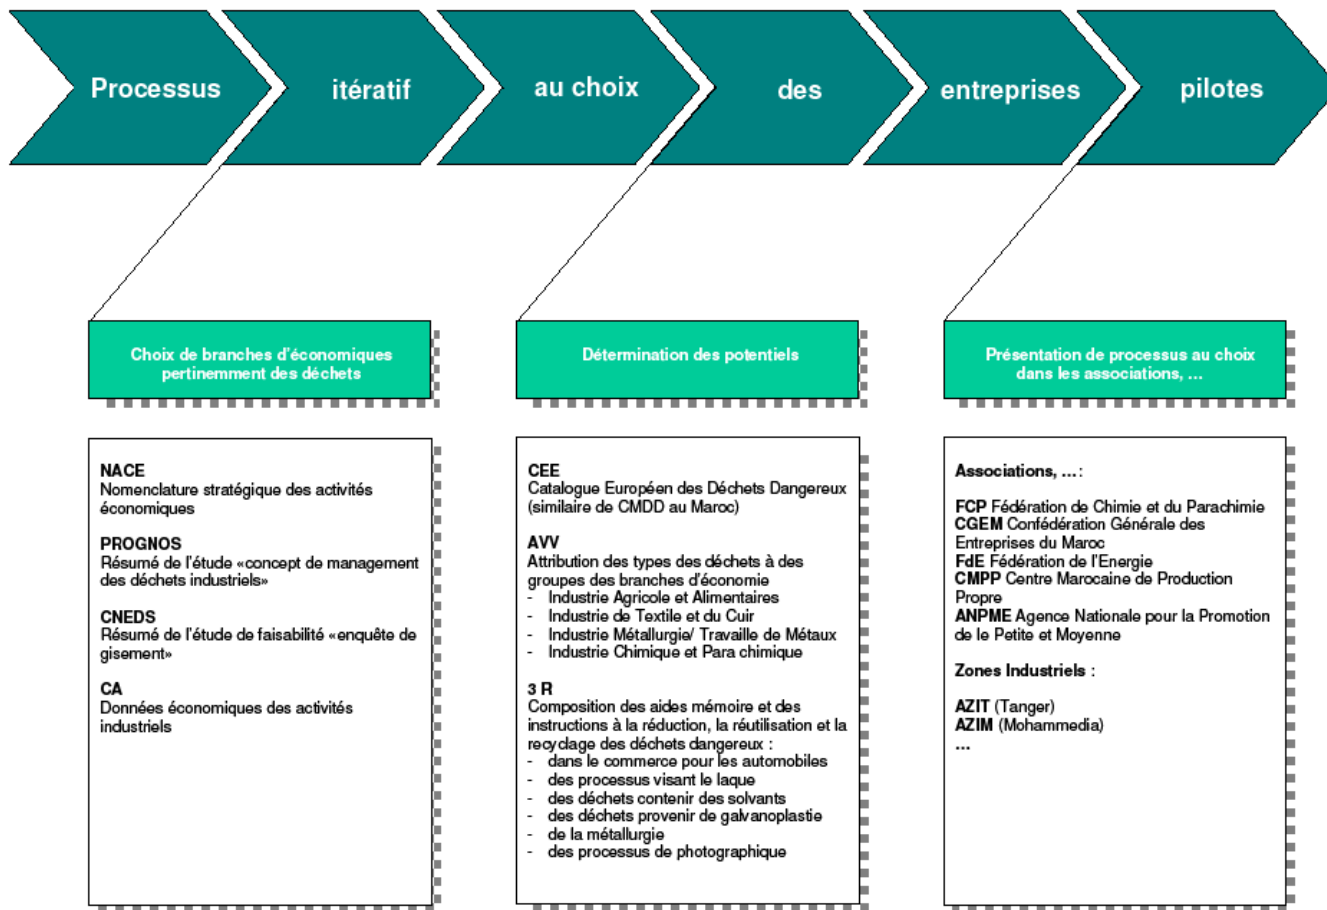 Processus
itératif
au choix
des
entreprises
pilotes
Choix de branches d'économiques
pertinemment des déchets
NACE
Nomenclature stratégique des activités
économiques
PROGNOS
Résumé de l'étude «concept de management
des déchets industriels»
CNEDS
Résumé de l'étude de faisabilité «enquête de
gisement»
CA
Données économiques des activités
industriels
Détermination des potentiels
CEE
Catalogue Européen des Déchets Dangereux
(similaire de CMDD au Maroc)
AVV
Attribution des types des déchets à des
groupes des branches d'économie
- Industrie Agricole et Alimentaires
- Industrie de Textile et du Cuir
- Industrie Métallurgie/ Travaille de Métaux
- Industrie Chimique et Para chimique
3 R
Composition des aides mémoire et des
instructions à la réduction, la réutilisation et la
recyclage des déchets dangereux :
- dans le commerce pour les automobiles
- des processus visant le laque
- des déchets contenir des solvants
- des déchets provenir de galvanoplastie
- de la métallurgie
- des processus de photographique
Présentation de processus au choix
dans les associations, ...
Associations, ... :
FCP Fédération de Chimie et du Parachimie
CGEM Confédération Générale des
Entreprises du Maroc
FdE Fédération de l'Energie
CMPP Centre Marocaine de Production
Propre
ANPME Agence Nationale pour la Promotion
de le Petite et Moyenne
Zones Industriels :
AZIT (Tanger)
AZIM (Mohammedia)
...